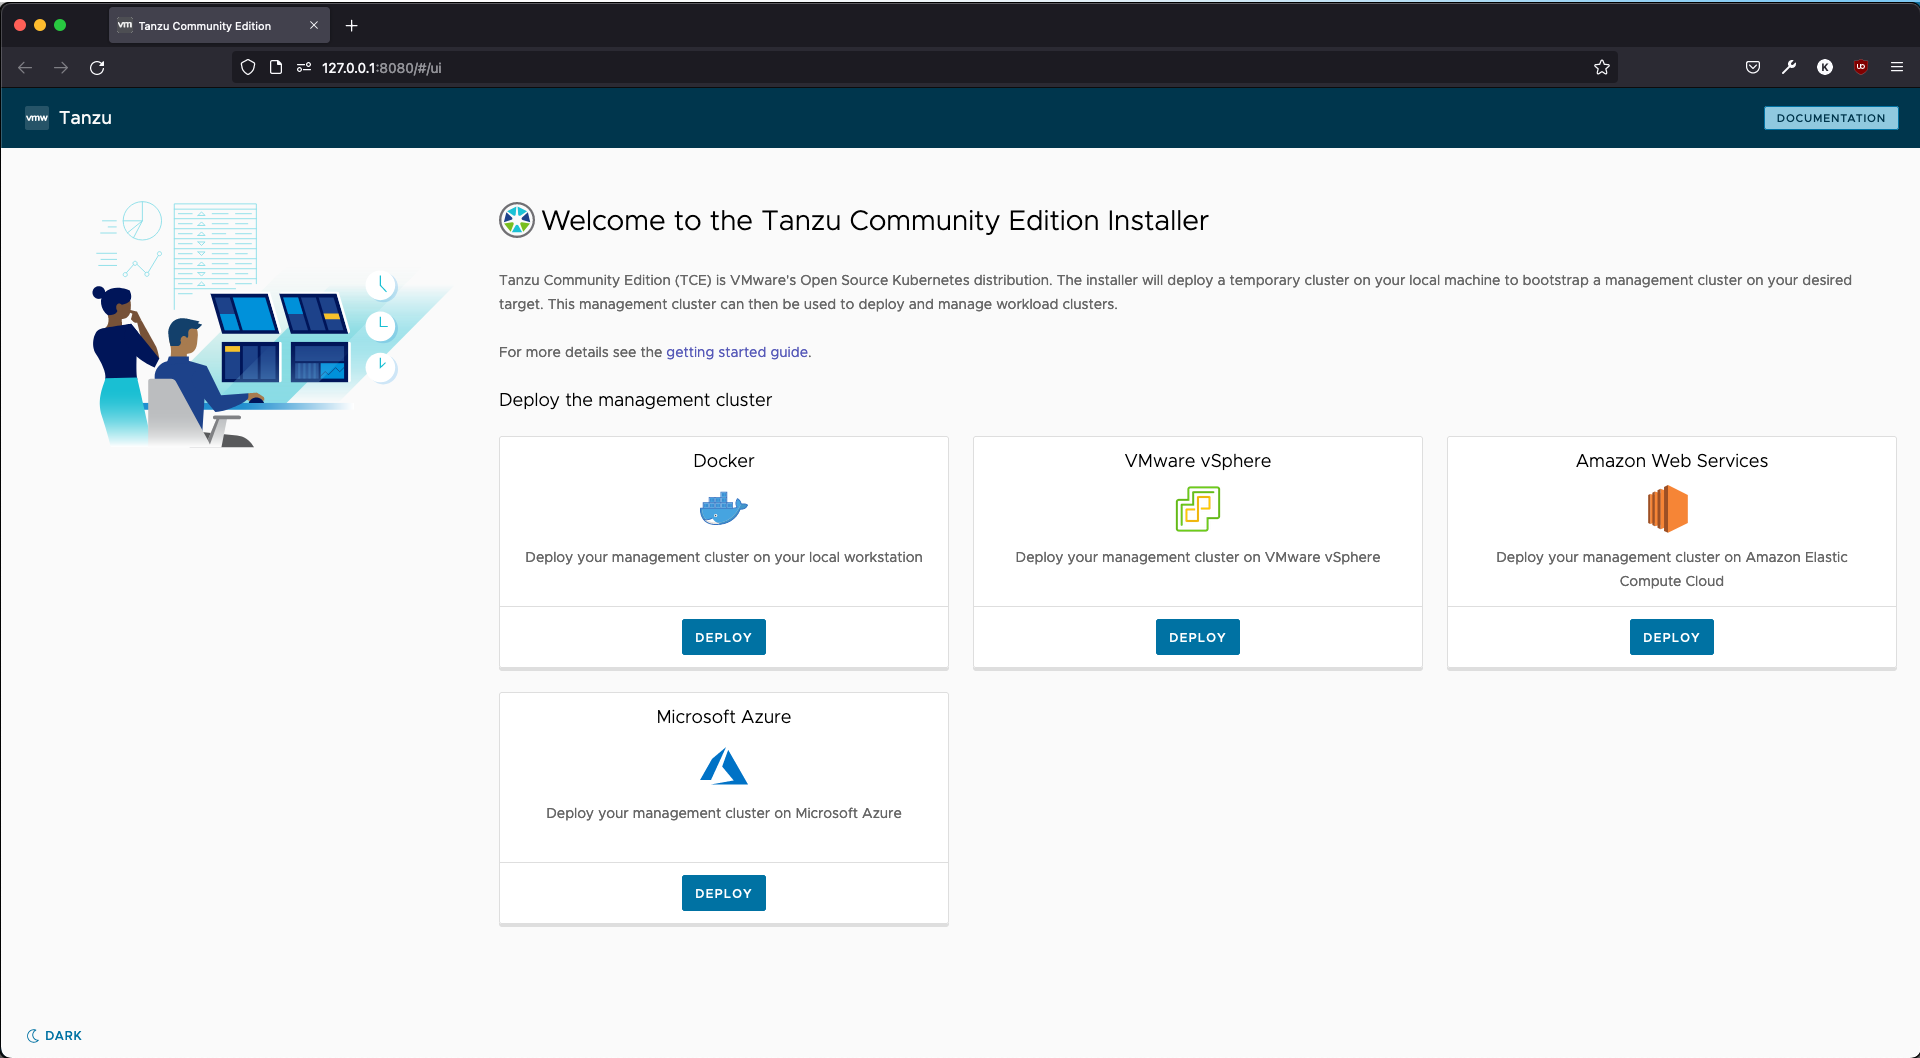 vm Tanzu Community Edition
127.0.0.1:8080/#/ui
K
vmw Tanzu
DOCUMENTATION
Welcome to the Tanzu Community Edition Installer
Tanzu Community Edition (TCE) is VMware's Open Source Kubernetes distribution. The installer will deploy a temporary cluster on your local machine to bootstrap a management cluster on your desired
target. This management cluster can then be used to deploy and manage workload clusters.
For more details see the getting started guide.
Deploy the management cluster
Docker
Deploy your management cluster on your local workstation
DEPLOY
VMware vSphere
Deploy your management cluster on VMware vSphere
DEPLOY
Amazon Web Services
Deploy your management cluster on Amazon Elastic
Compute Cloud
DEPLOY
Microsoft Azure
Deploy your management cluster on Microsoft Azure
DEPLOY
DARK